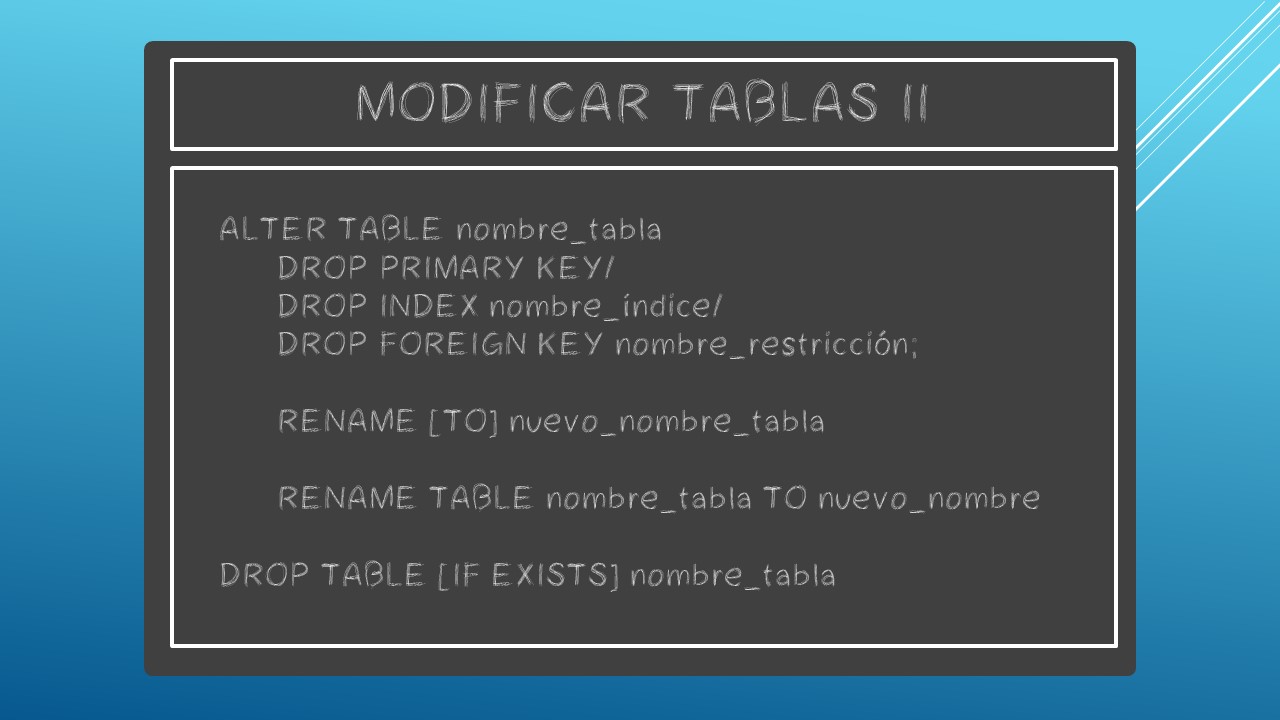 MODIFICAR TABLAS II
ALTER TABLE nombre_tabla
DROP PRIMARY KEY/
DROP INDEX nombre_índice/
DROP FOREIGN KEY nombre_restricción;
RENAME [TO] nuevo_nombre_tabla
RENAME TABLE nombre_tabla TO nuevo_nombre
DROP TABLE [IF EXISTS] nombre_tabla